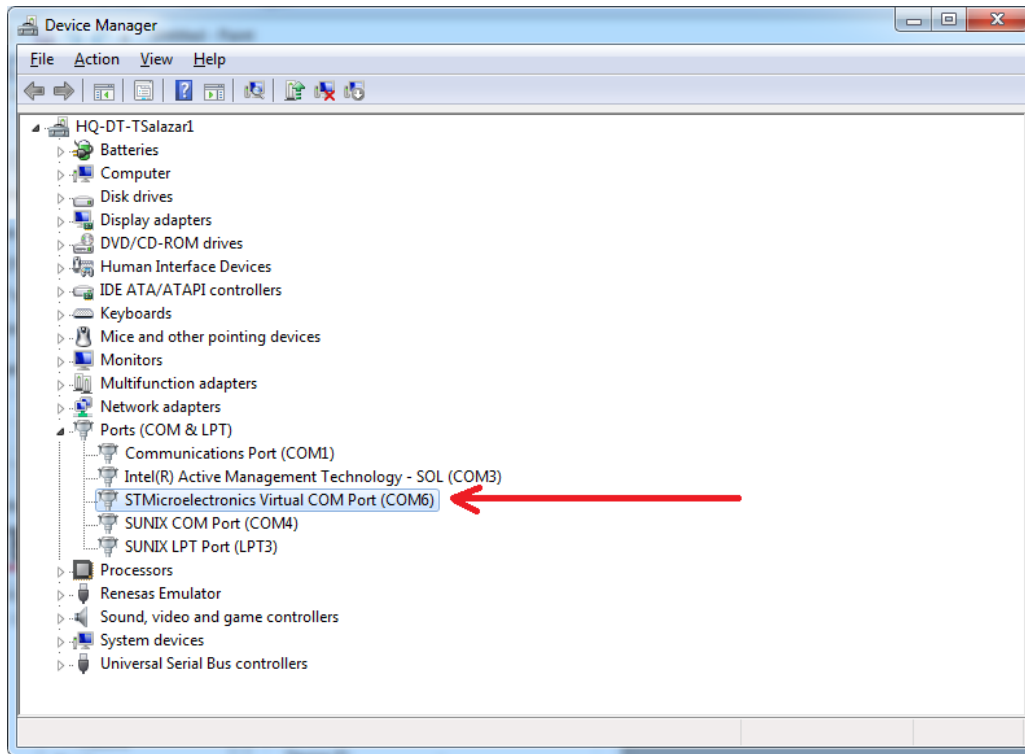 Device Manager
File Action View Help
HQ-DT-TSalazar1
Batteries
Computer
Disk drives
Display adapters
DVD/CD-ROM drives
Human Interface Devices
IDE ATA/ATAPI controllers
Keyboards
Mice and other pointing devices
Monitors
Multifunction adapters
Network adapters
Ports (COM & LPT)
Communications Port (COM1)
Intel(R) Active Management Technology - SOL (COM3)
STMicroelectronics Virtual COM Port (COM6)
SUNIX COM Port (COM4)
SUNIX LPT Port (LPT3)
Processors
Renesas Emulator
Sound, video and game controllers
System devices
Universal Serial Bus controllers